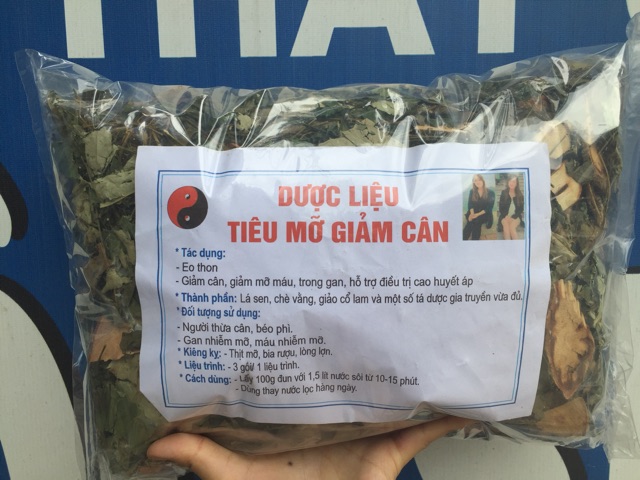 DƯỢC LIỆU
TIÊU MỠ GIẢM CÂN
* Tác dụng:
- Eo thon
- Giảm cân, giảm mỡ máu, trong gan, hỗ trợ điều trị cao huyết áp
* Thành phần: Lá sen, chè vằng, giảo cổ lam và một số tá dược gia truyền vừa đủ.
* Đối tượng sử dụng:
- Người thừa cân, béo phì.
- Gan nhiễm mỡ, máu nhiễm mỡ.
* Kiêng kỵ: - Thịt mỡ, bia rượu, lòng lợn.
* Liệu trình: - 3 gói/ 1 liệu trình.
* Cách dùng: - Lấy 100g đun với 1,5 lít nước sôi từ 10-15 phút.
- Dùng thay nước lọc hàng ngày.